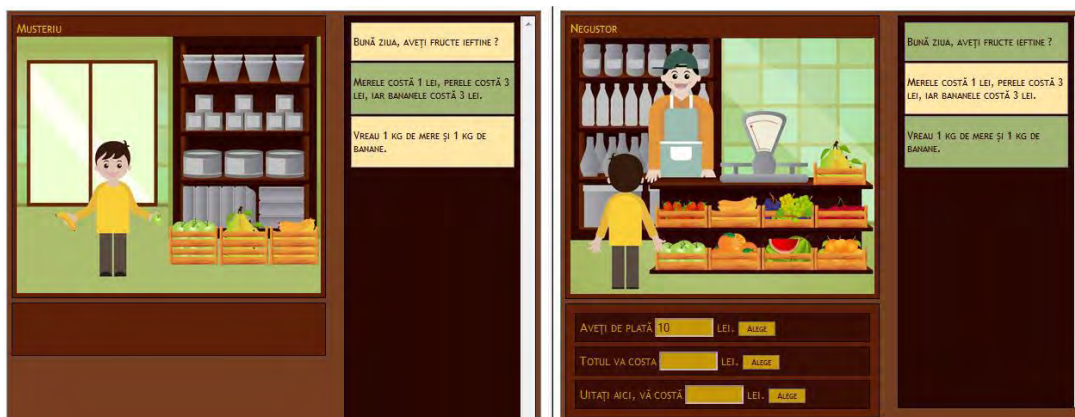 Musteriu
Bună ziua, aveți fructe ieftine ?
Merele costă 1 lei, perele costă 3
lei, iar bananele costă 3 lei.
Vreau 1 kg de mere și 1 kg de
banane.
Negustor
Bună ziua, aveți fructe ieftine ?
Merele costă 1 lei, perele costă 3
lei, iar bananele costă 3 lei.
Vreau 1 kg de mere și 1 kg de
banane.
Aveți de plată 10 lei. Alege
Totul va costa lei. Alege
Uitați aici, vă costă lei. Alege